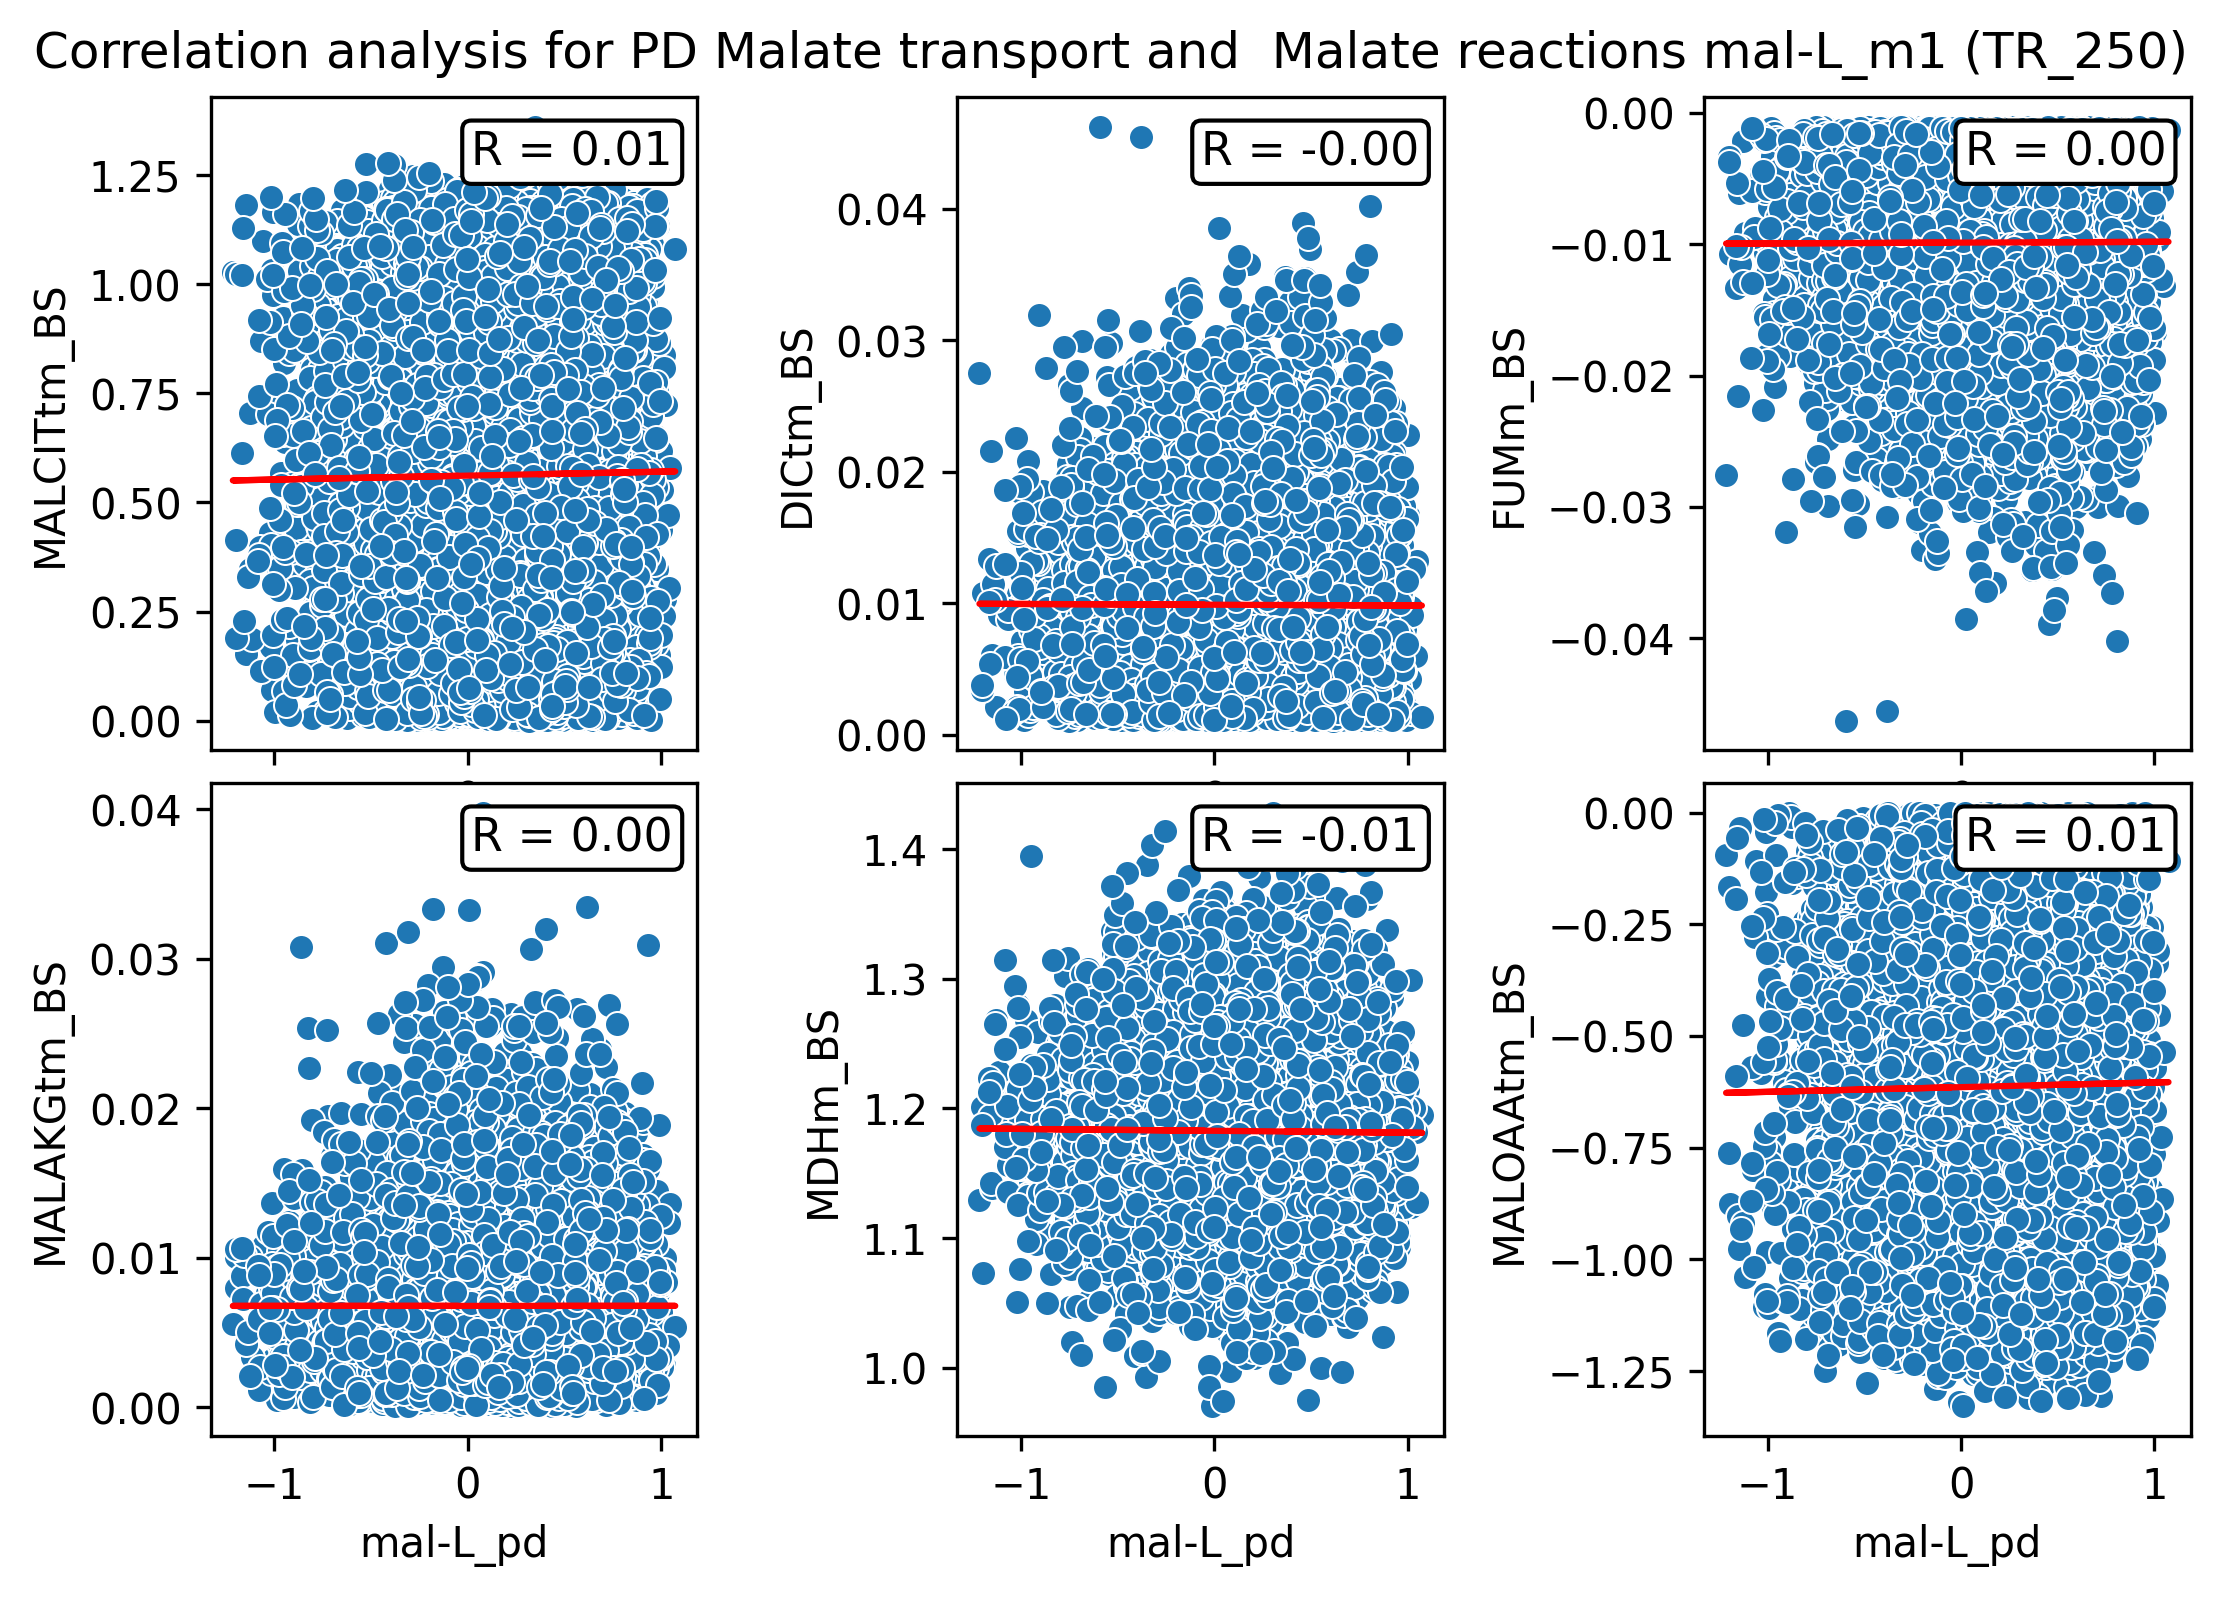 Correlation analysis for PD Malate transport and  Malate reactions mal-L_m1 (TR_250)
MALCITtm_BS
1.25
1.00
0.75
0.50
0.25
0.00
R = 0.01
DICtm_BS
0.04
0.03
0.02
0.01
0.00
R = -0.00
FUMm_BS
0.00
−0.01
−0.02
−0.03
−0.04
R = 0.00
MALAKGtm_BS
0.04
0.03
0.02
0.01
0.00
R = 0.00
−1 0 1
mal-L_pd
MDHm_BS
1.4
1.3
1.2
1.1
1.0
R = -0.01
−1 0 1
mal-L_pd
MALOAAtm_BS
0.00
−0.25
−0.50
−0.75
−1.00
−1.25
R = 0.01
−1 0 1
mal-L_pd